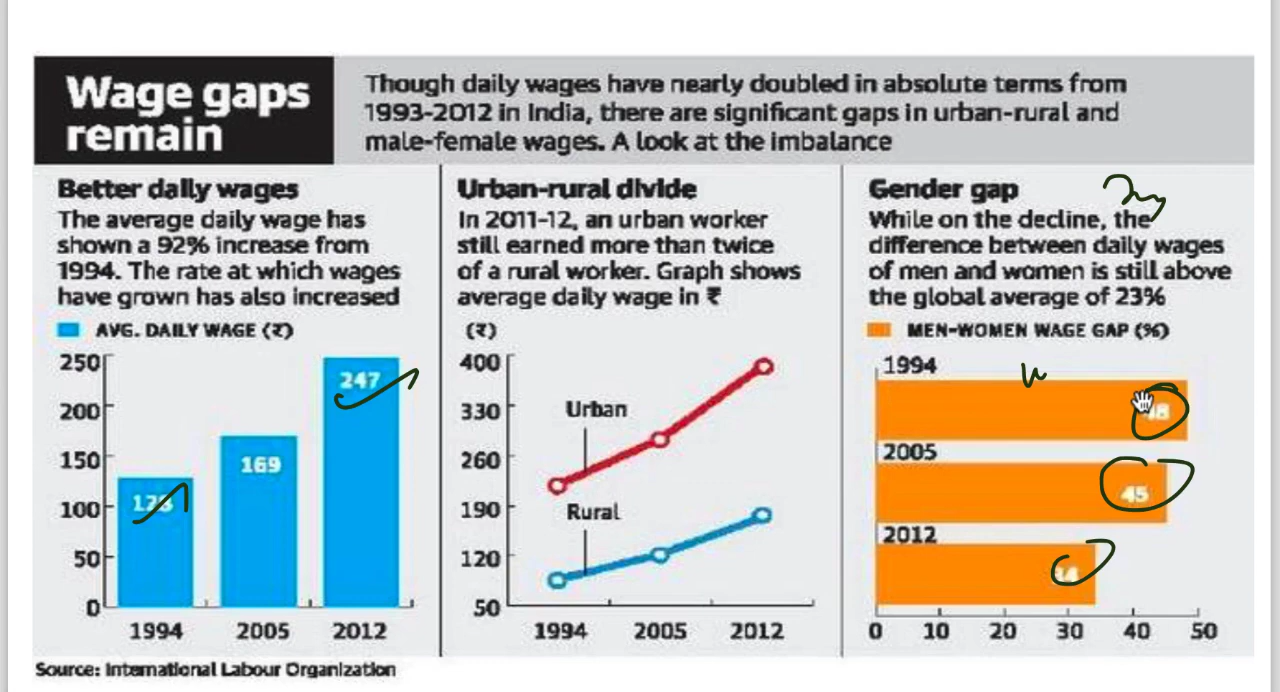 Wage gaps
remain
Though daily wages have nearly doubled in absolute terms from
1993-2012 in India, there are significant gaps in urban-rural and
male-female wages. A look at the imbalance
Better daily wages
The average daily wage has
shown a 92% increase from
1994. The rate at which wages
have grown has also increased
AVG. DAILY WAGE (₹)
250
200
150
100
50
0
247
169
1994
2005
2012
Urban-rural divide
In 2011-12, an urban worker
still earned more than twice
of a rural worker. Graph shows
average daily wage in ₹
(₹)
400
330
260
190
120
50
Urban
Rural
1994
2005
2012
Gender gap
While on the decline, the
difference between daily wages
of men and women is still above
the global average of 23%
MEN-WOMEN WAGE GAP (%)
1994
2005
45
2012
0 10 20 30 40 50
Source: International Labour Organization